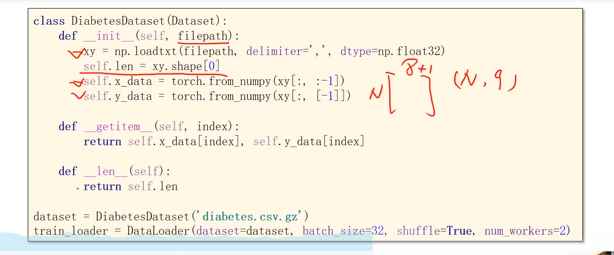 class DiabetesDataset(Dataset):
    def __init__(self, filepath):
        xy = np.loadtxt(filepath, delimiter=',', dtype=np.float32)
        self.len = xy.shape[0]
        self.x_data = torch.from_numpy(xy[:, :-1])
        self.y_data = torch.from_numpy(xy[:, [-1]])
N [ 8+1 ] (N, 9)
    def __getitem__(self, index):
        return self.x_data[index], self.y_data[index]
    def __len__(self):
        return self.len
dataset = DiabetesDataset('diabetes.csv.gz')
train_loader = DataLoader(dataset=dataset, batch_size=32, shuffle=True, num_workers=2)